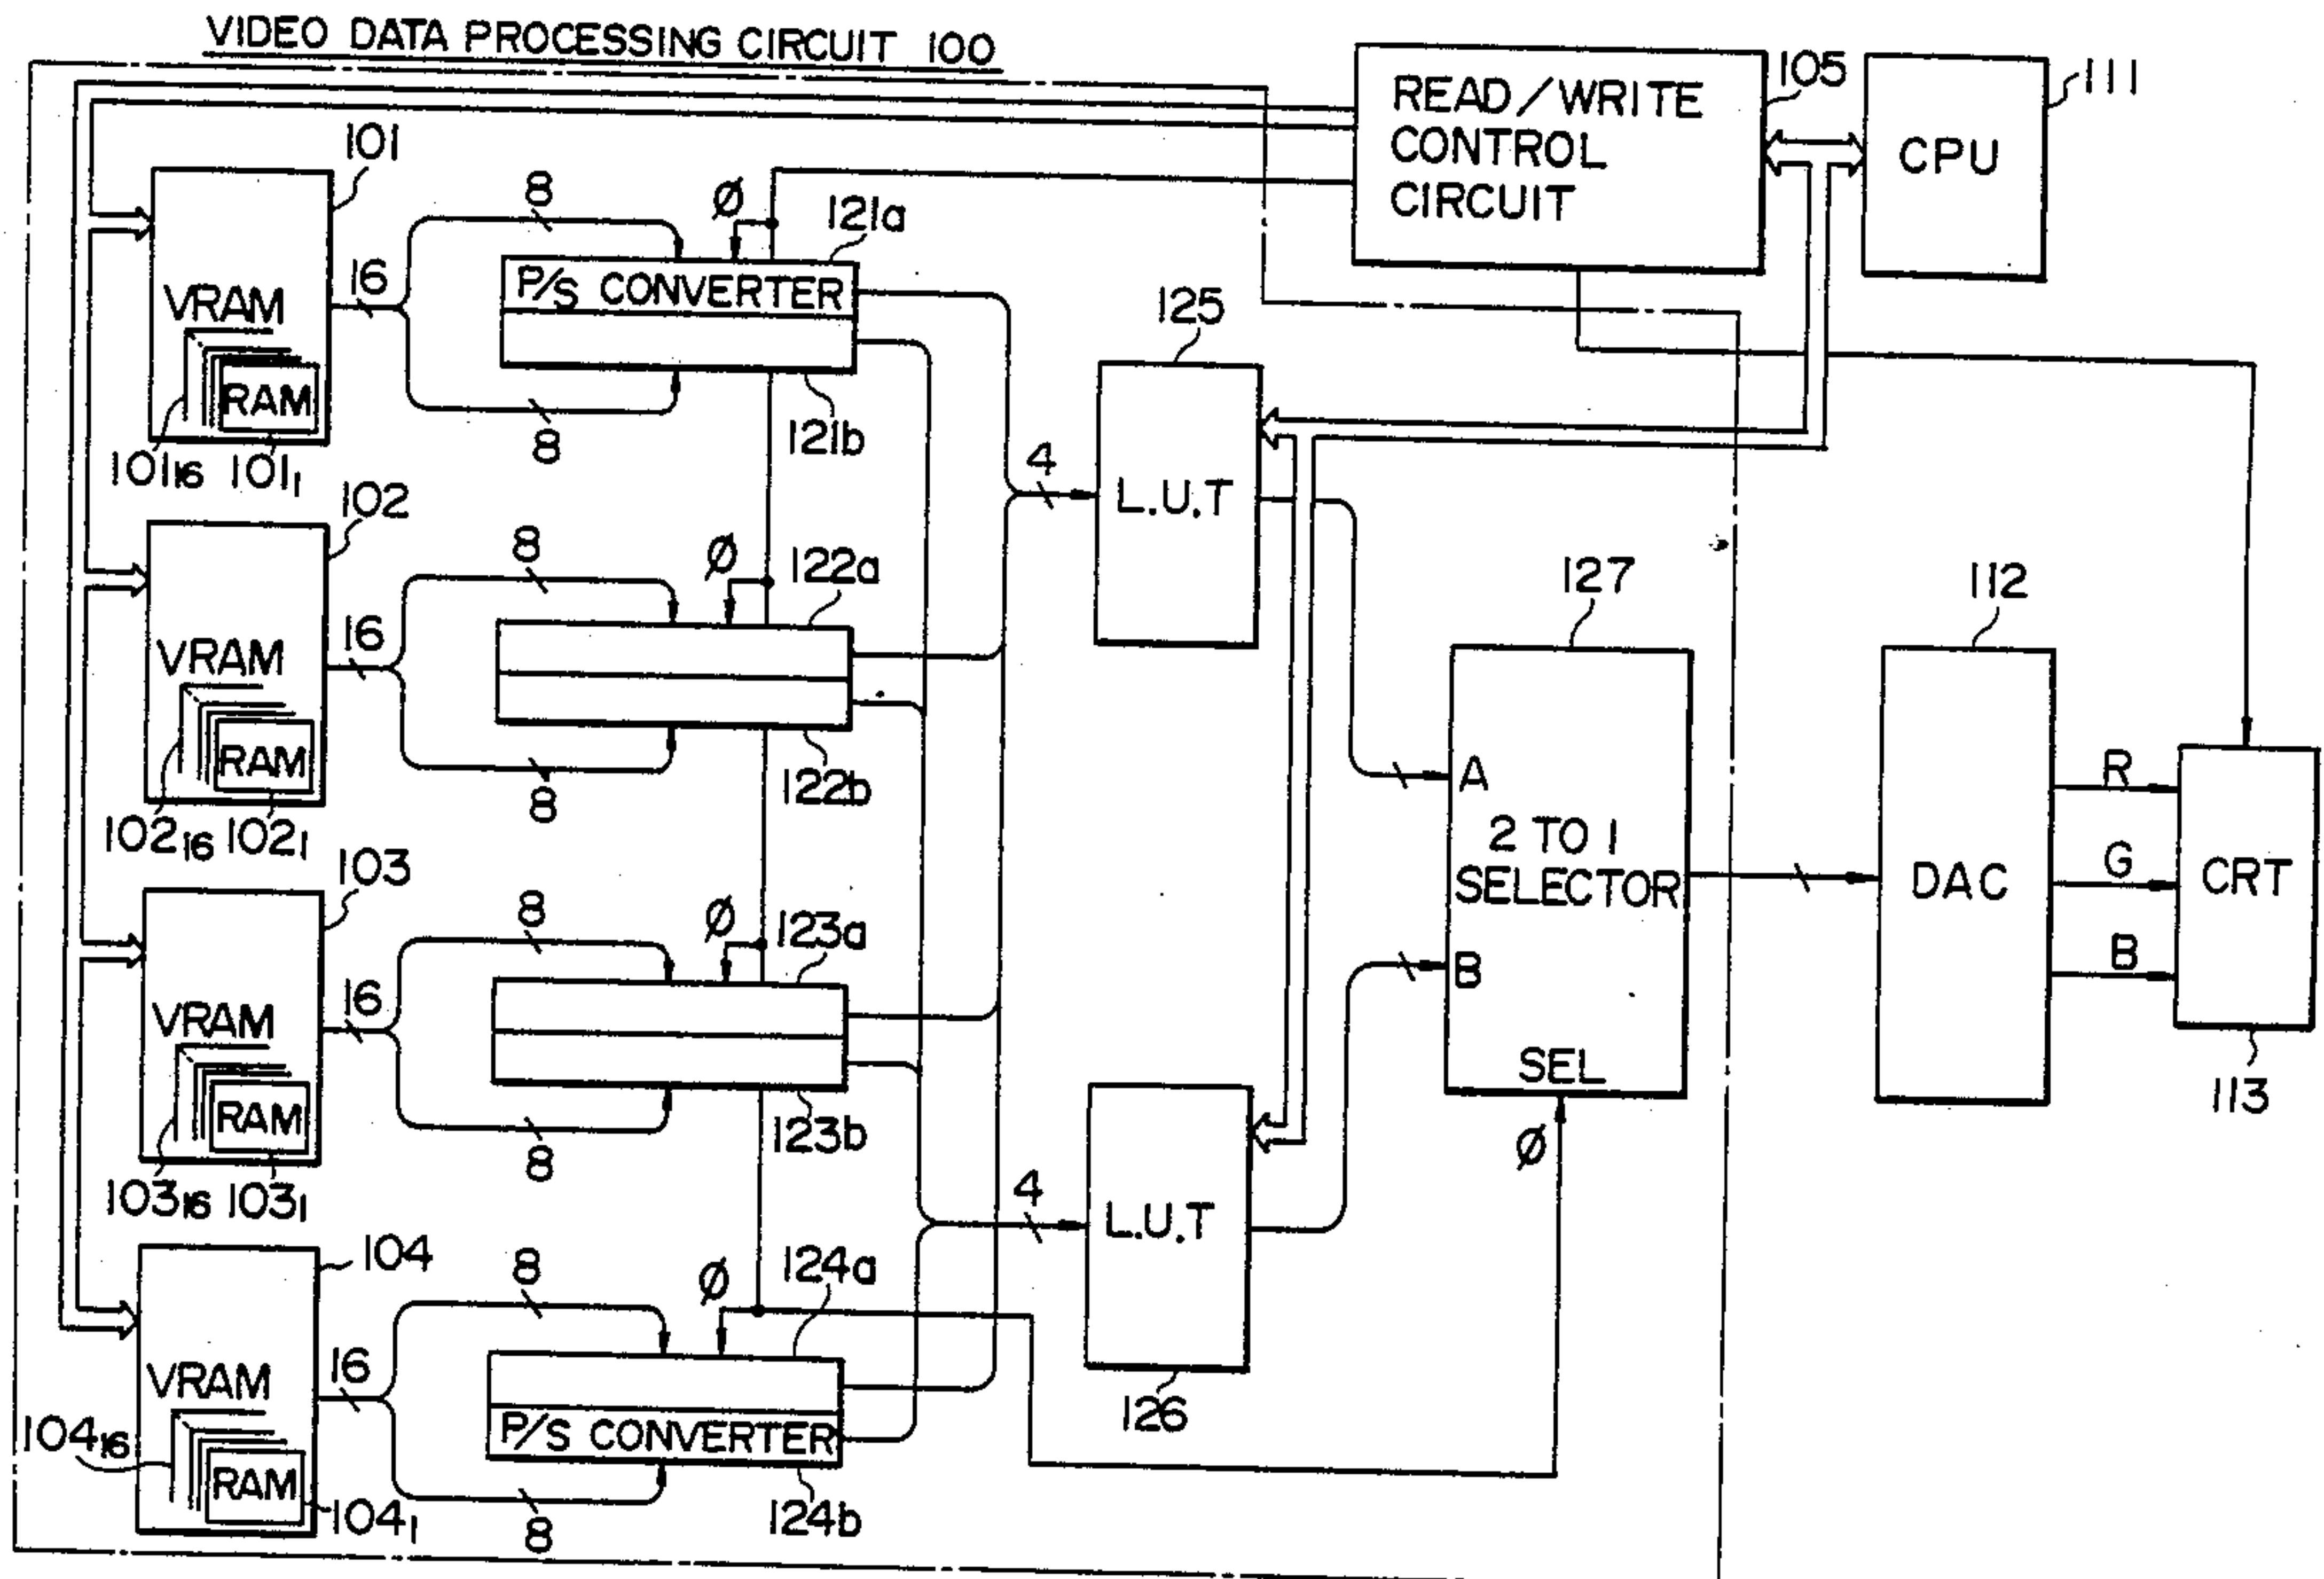 VIDEO DATA PROCESSING CIRCUIT 100
READ/WRITE
CONTROL
CIRCUIT
105
CPU
111
101
VRAM
RAM
101₁₆ 101₁
16
8
8
Ø
121a
P/S CONVERTER
121b
102
VRAM
RAM
102₁₆ 102₁
16
8
8
Ø
122a
122b
103
VRAM
RAM
103₁₆ 103₁
16
8
8
Ø
123a
123b
104
VRAM
RAM
104₁₆
104₁
16
8
8
Ø
124a
P/S CONVERTER
124b
4
125
L.U.T
4
L.U.T
126
127
A
2 TO 1
SELECTOR
B
SEL
Ø
112
DAC
R
G
B
CRT
113